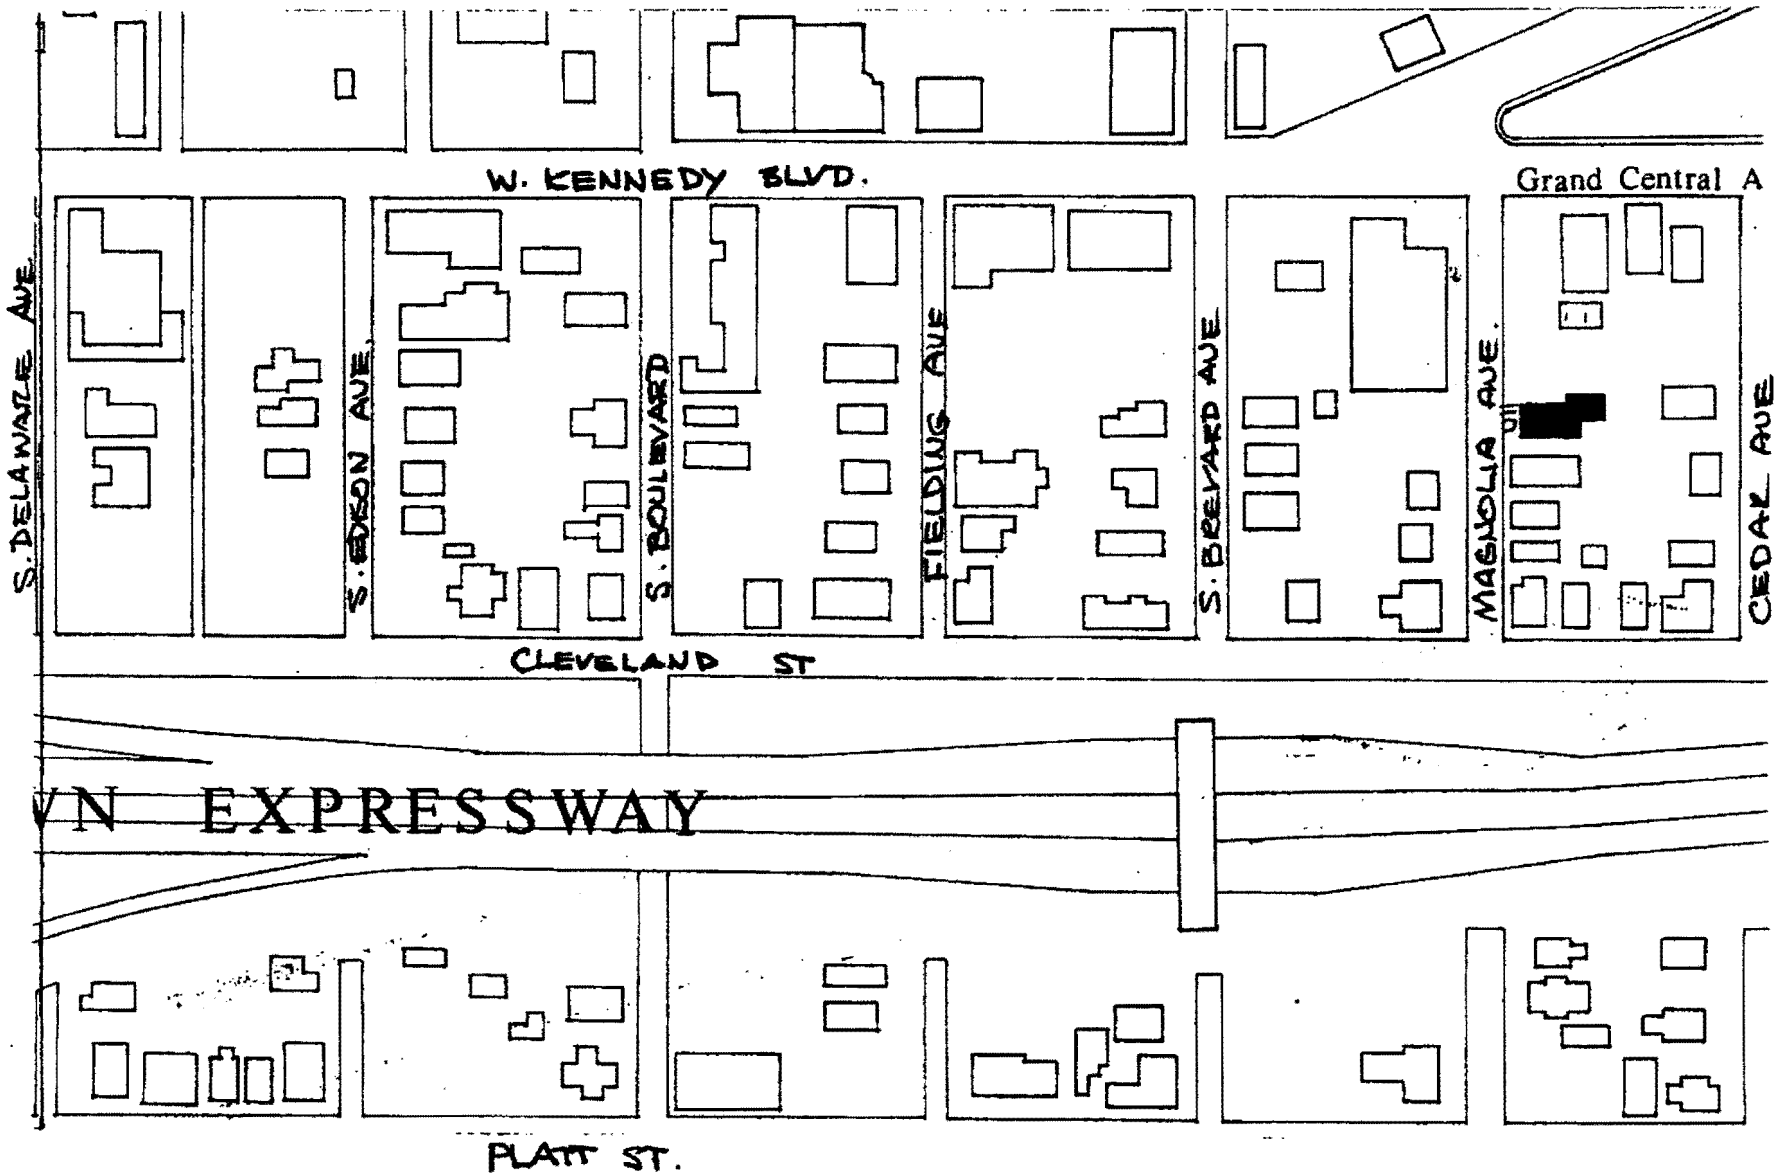 W. KENNEDY BLVD.
Grand Central A
S. DELAWARE AVE
S. EDISON AVE.
S. BOULEVARD
FIELDING AVE
S. BREVARD AVE
MAGNOLIA AVE.
CEDAR AVE
CLEVELAND ST
VN EXPRESSWAY
PLATT ST.